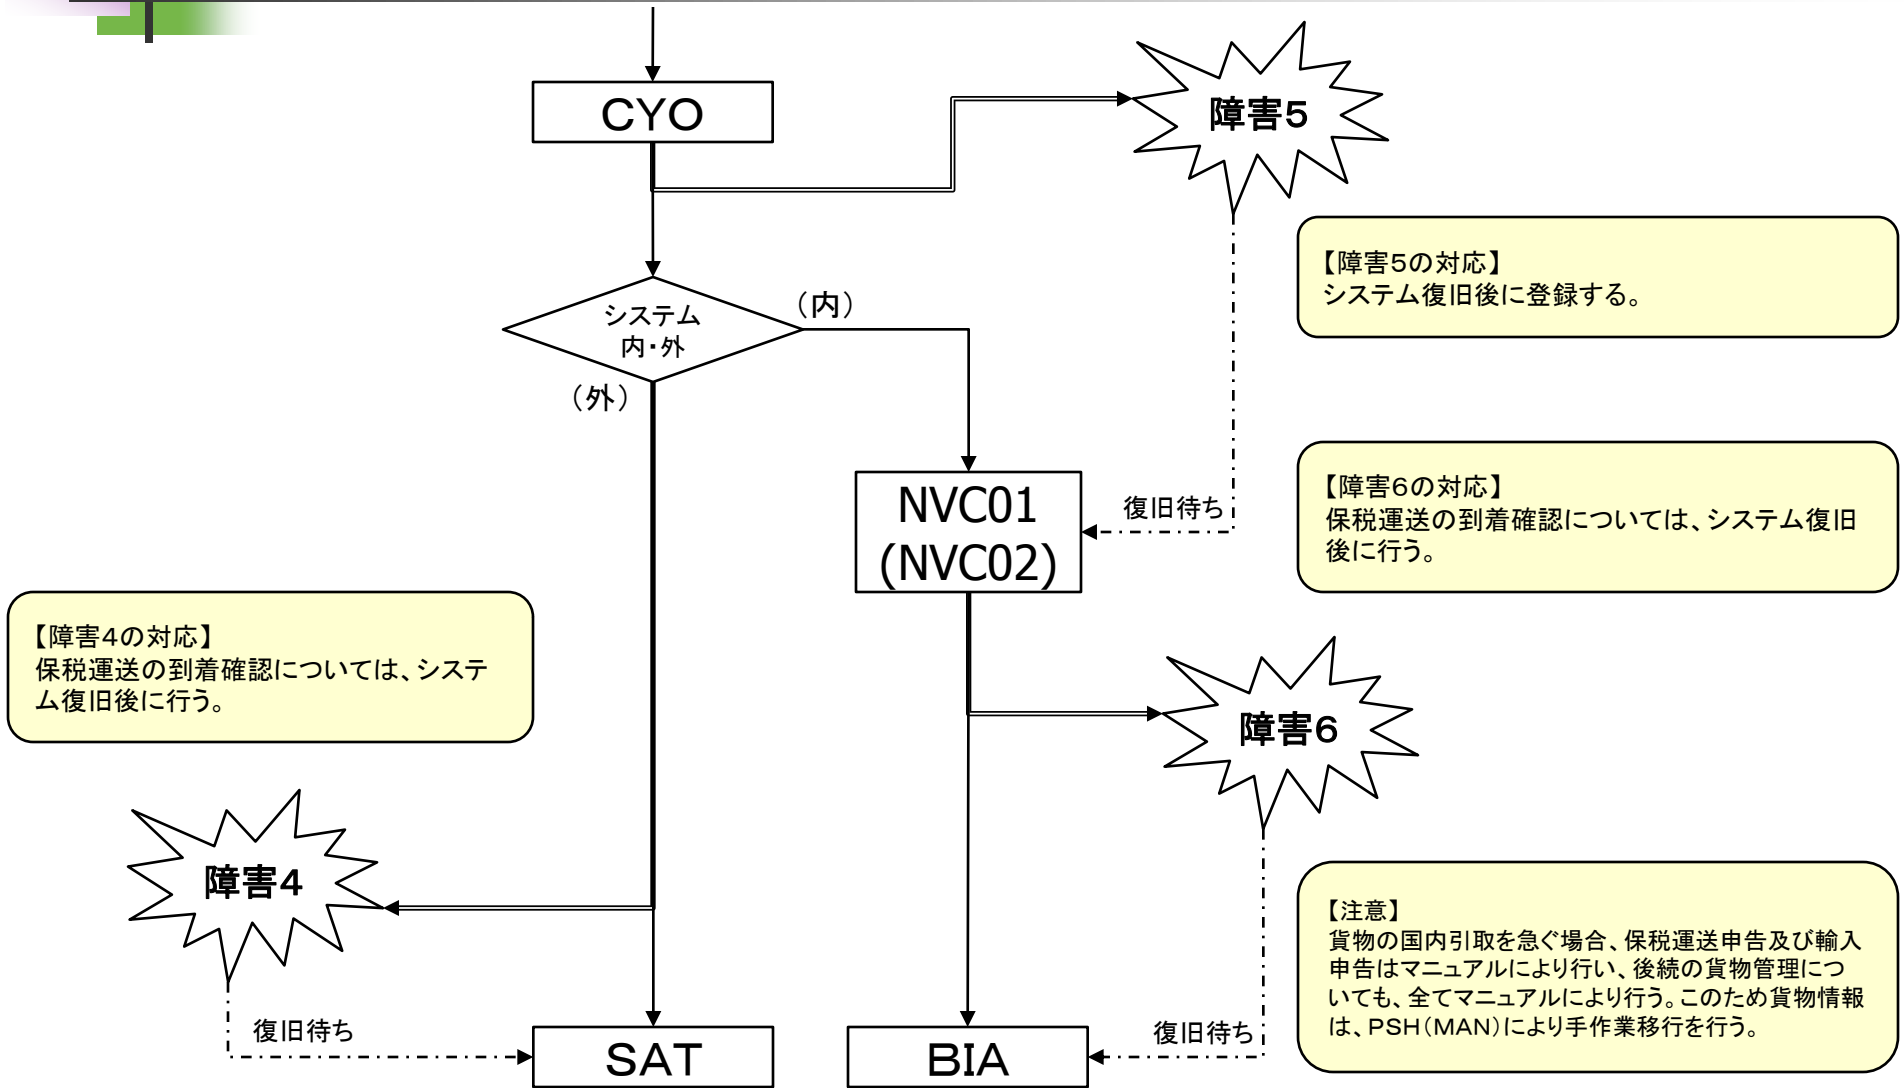 CYO
障害5
【障害5の対応】
システム復旧後に登録する。
システム
内・外
（内）
（外）
【障害6の対応】
保税運送の到着確認については、システム復旧
後に行う。
NVC01
(NVC02)
復旧待ち
【障害4の対応】
保税運送の到着確認については、システ
ム復旧後に行う。
障害6
障害4
【注意】
貨物の国内引取を急ぐ場合、保税運送申告及び輸入
申告はマニュアルにより行い、後続の貨物管理につ
いても、全てマニュアルにより行う。このため貨物情報
は、PSH（MAN）により手作業移行を行う。
復旧待ち
SAT
BIA
復旧待ち